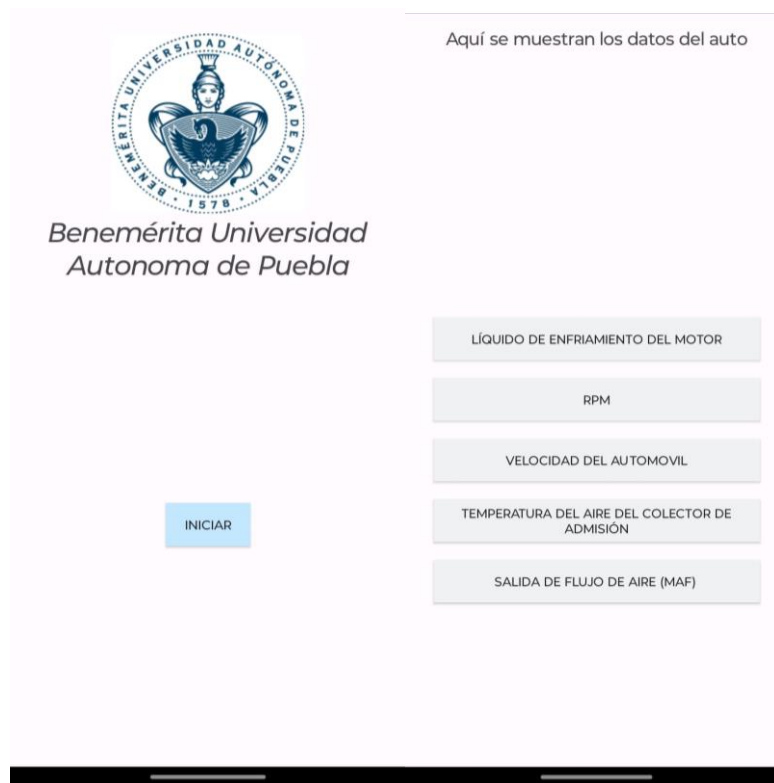 BENEMÉRITA UNIVERSIDAD AUTÓNOMA DE PUEBLA
· 1578 ·
Benemérita Universidad
Autonoma de Puebla
INICIAR
Aquí se muestran los datos del auto
LÍQUIDO DE ENFRIAMIENTO DEL MOTOR
RPM
VELOCIDAD DEL AUTOMOVIL
TEMPERATURA DEL AIRE DEL COLECTOR DE
ADMISIÓN
SALIDA DE FLUJO DE AIRE (MAF)